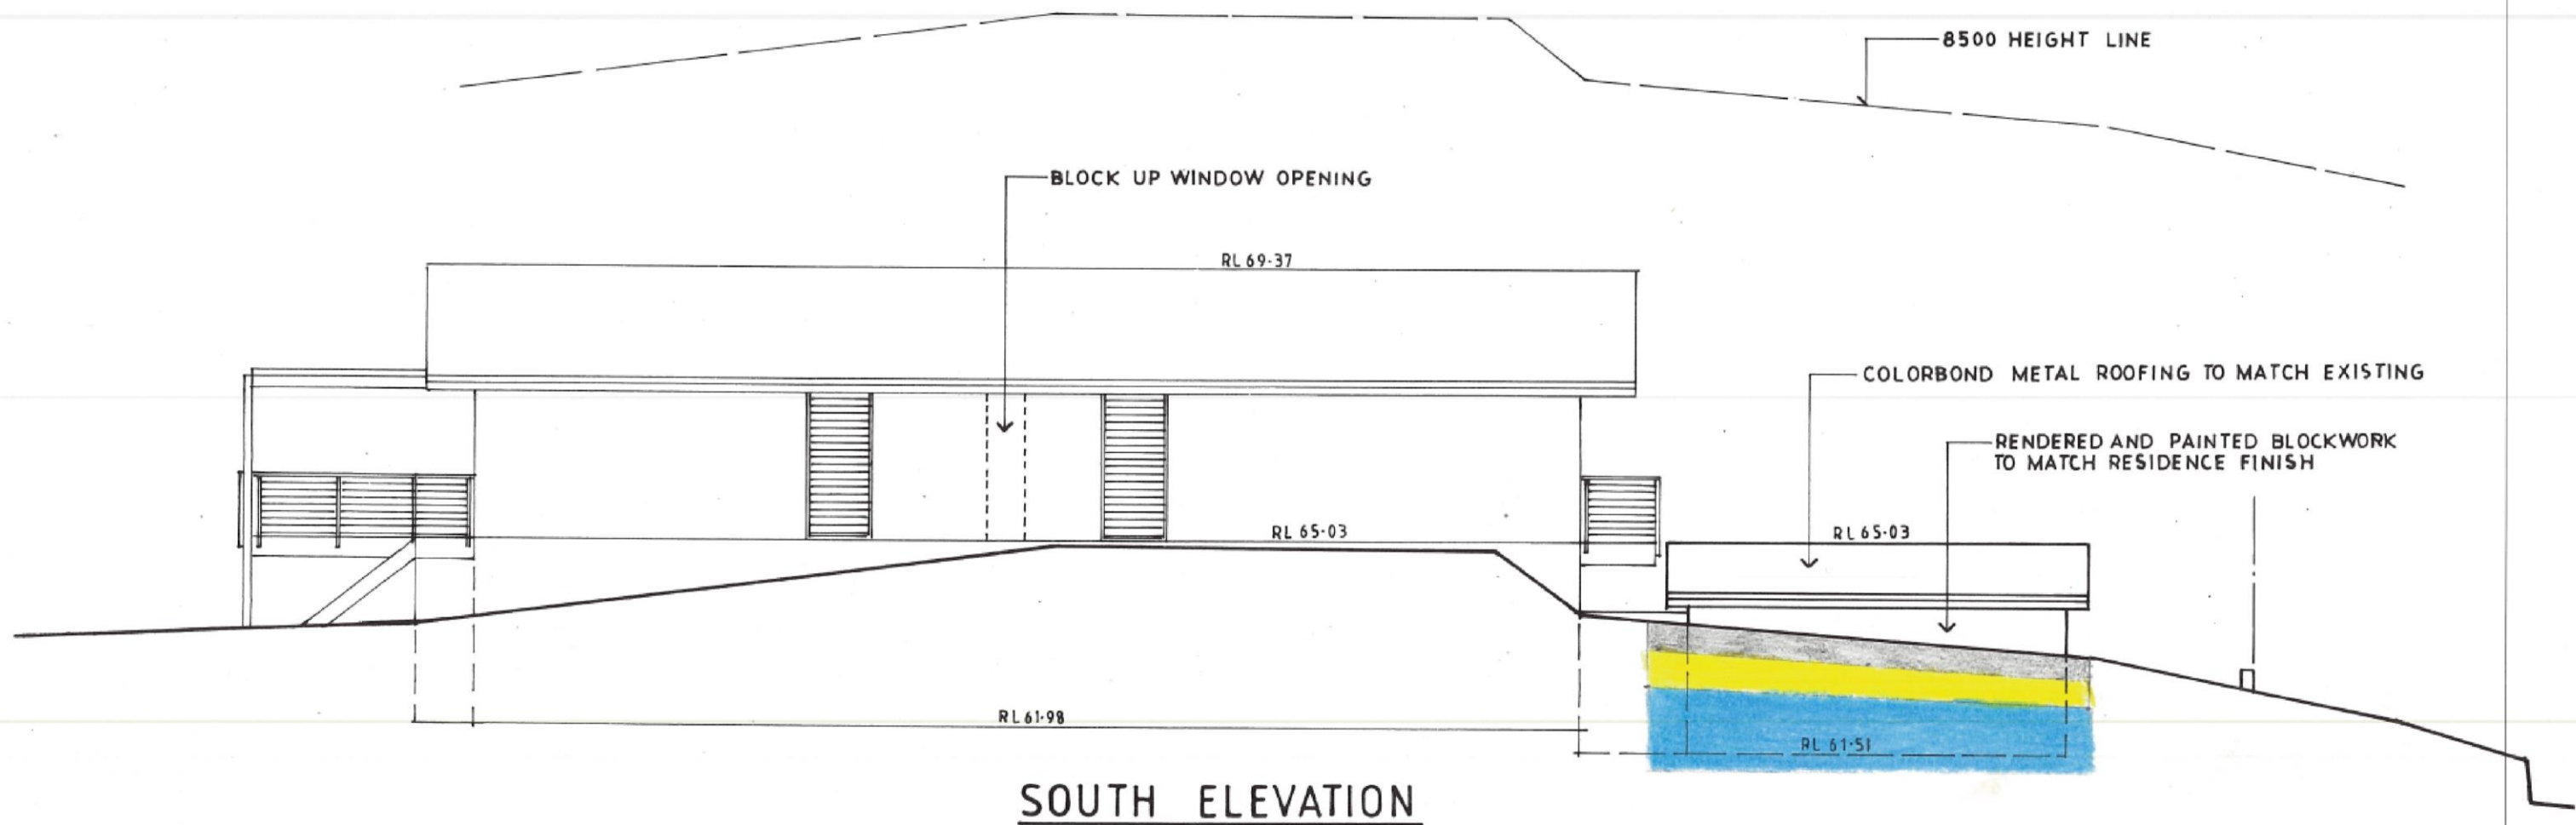 8500 HEIGHT LINE
BLOCK UP WINDOW OPENING
RL 69·37
COLORBOND METAL ROOFING TO MATCH EXISTING
RENDERED AND PAINTED BLOCKWORK
TO MATCH RESIDENCE FINISH
RL 65·03
RL 65·03
RL 61·98
RL 61·51
SOUTH ELEVATION